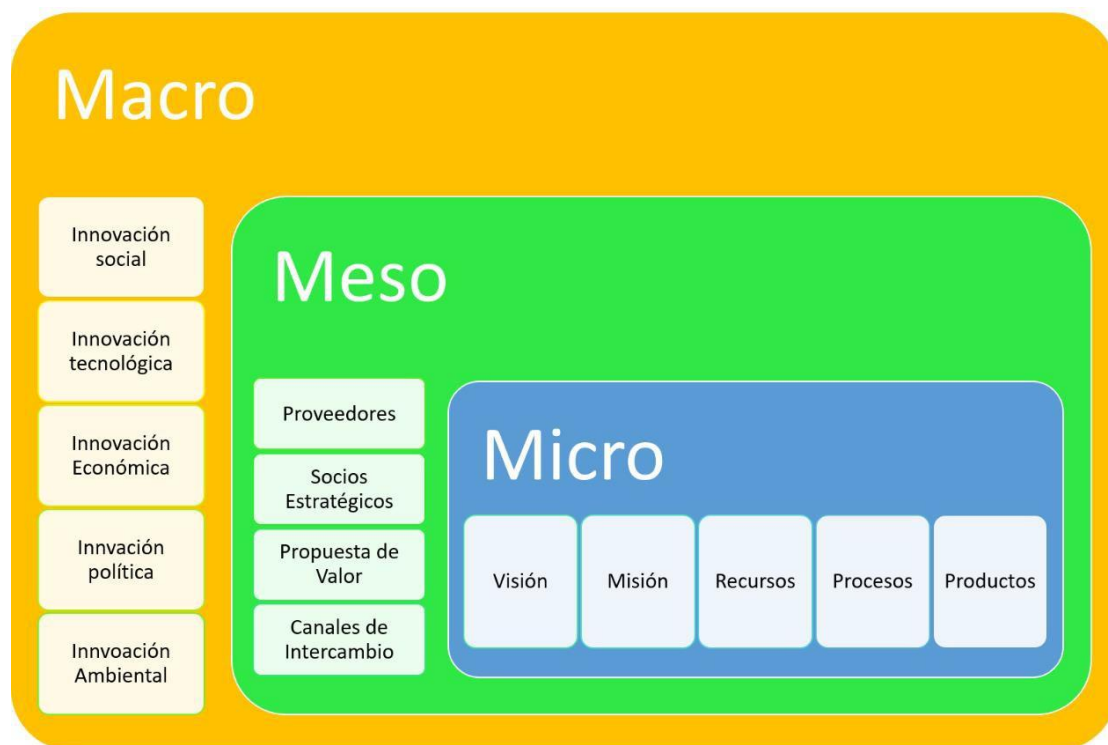 Macro
Innovación
social
Innovación
tecnológica
Innovación
Económica
Innvación
política
Innvoación
Ambiental
Meso
Proveedores
Socios
Estratégicos
Propuesta de
Valor
Canales de
Intercambio
Micro
Visión
Misión
Recursos
Procesos
Productos